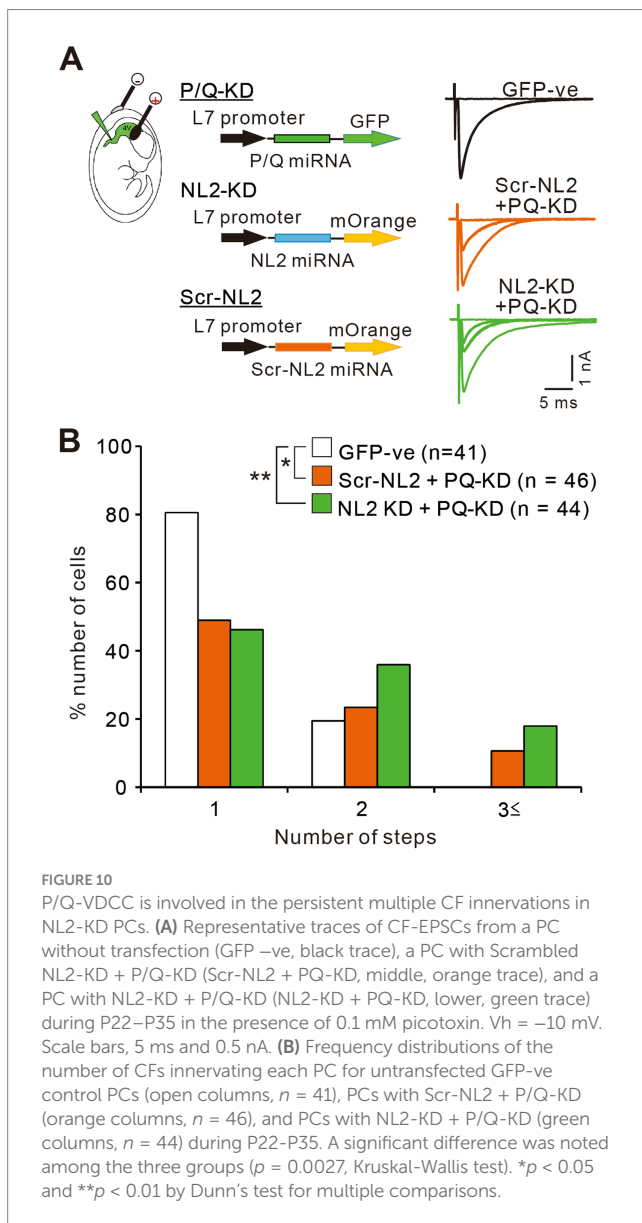 A
P/Q-KD
L7 promoter
GFP
P/Q miRNA
NL2-KD
L7 promoter
mOrange
NL2 miRNA
Scr-NL2
L7 promoter
mOrange
Scr-NL2 miRNA
4V
-
+
GFP-ve
Scr-NL2
+PQ-KD
NL2-KD
+PQ-KD
1 nA
5 ms
B
** *
GFP-ve (n=41)
Scr-NL2 + PQ-KD (n = 46)
NL2 KD + PQ-KD (n = 44)
% number of cells
100
80
60
40
20
0
1 2 3≤
Number of steps
FIGURE 10
P/Q-VDCC is involved in the persistent multiple CF innervations in
NL2-KD PCs. (A) Representative traces of CF-EPSCs from a PC
without transfection (GFP −ve, black trace), a PC with Scrambled
NL2-KD + P/Q-KD (Scr-NL2 + PQ-KD, middle, orange trace), and a
PC with NL2-KD + P/Q-KD (NL2-KD + PQ-KD, lower, green trace)
during P22–P35 in the presence of 0.1 mM picotoxin. Vh = −10 mV.
Scale bars, 5 ms and 0.5 nA. (B) Frequency distributions of the
number of CFs innervating each PC for untransfected GFP-ve
control PCs (open columns, n = 41), PCs with Scr-NL2 + P/Q-KD
(orange columns, n = 46), and PCs with NL2-KD + P/Q-KD (green
columns, n = 44) during P22-P35. A significant difference was noted
among the three groups (p = 0.0027, Kruskal-Wallis test). *p < 0.05
and **p < 0.01 by Dunn’s test for multiple comparisons.